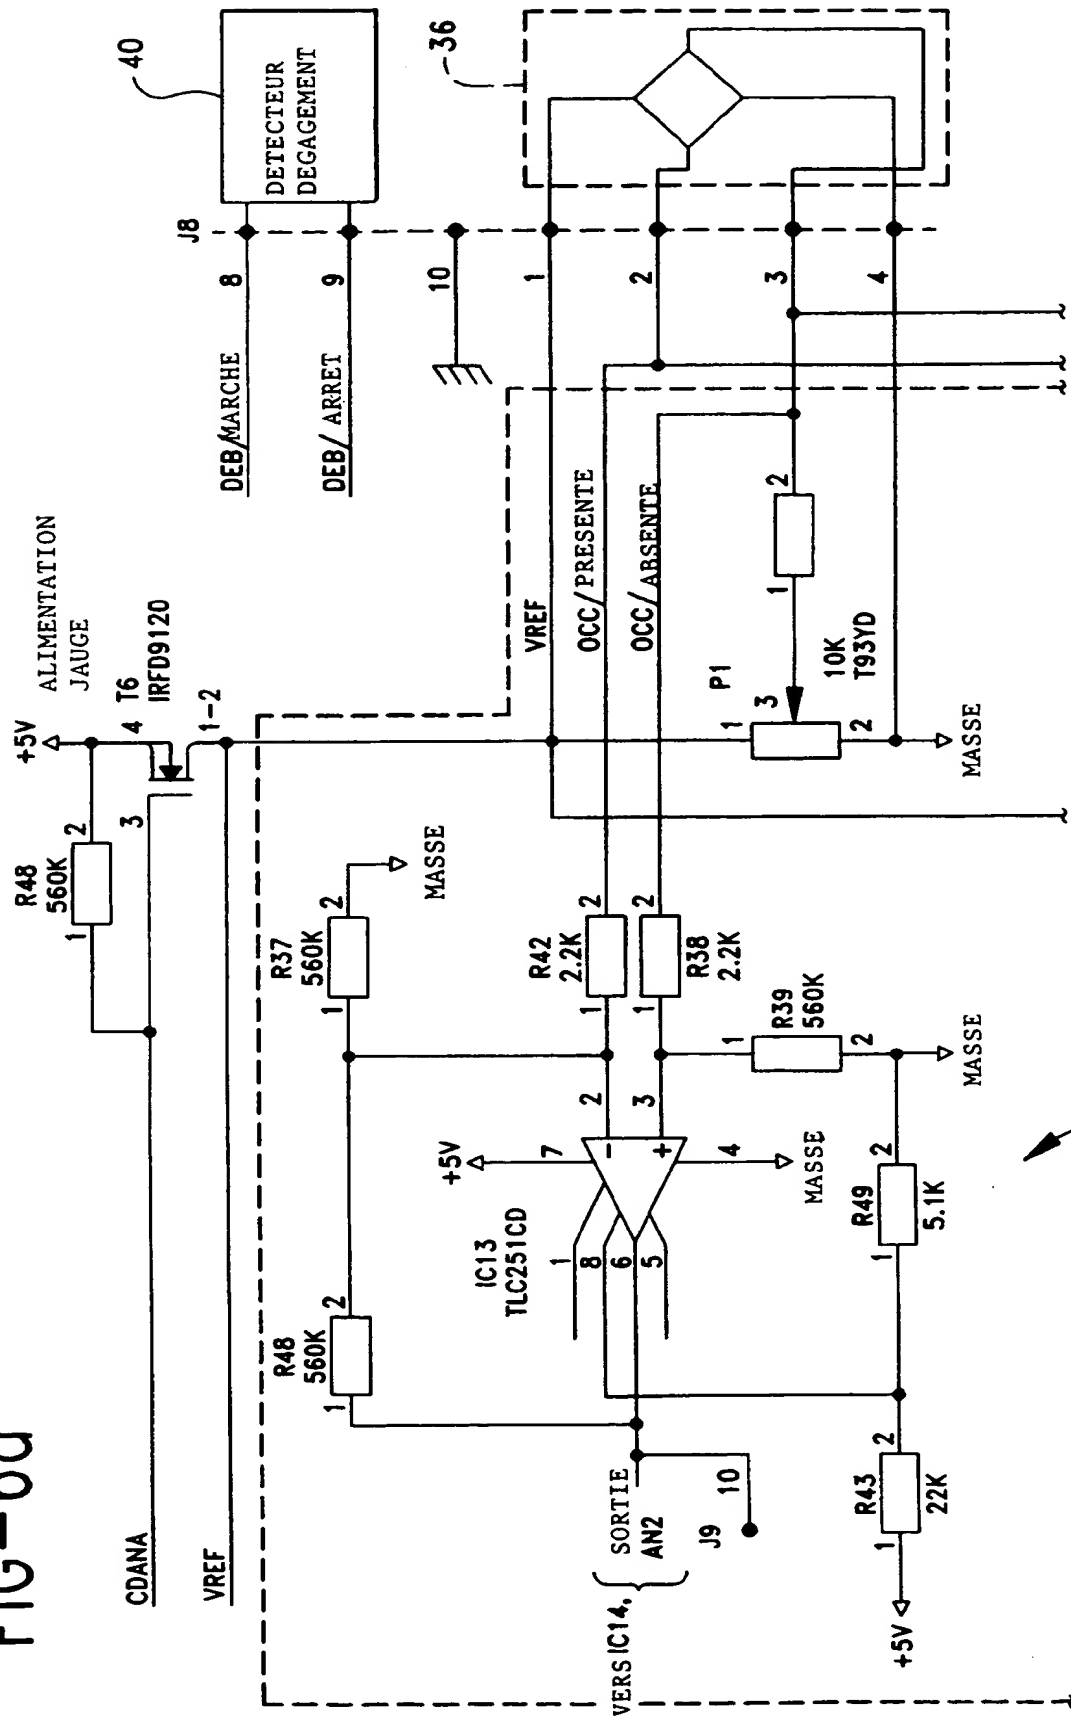 FIG-8a
CDANA
VREF
R48
560K
1
2
3
+5V
4
T6
IRFD9120
1-2
ALIMENTATION
JAUGE
DEB/MARCHE
8
DEB/ARRET
9
J8
DETECTEUR
DEGAGEMENT
40
10
36
1
2
3
4
VREF
OCC/PRESENTE
OCC/ABSENTE
R37
560K
1
2
MASSE
R48
560K
1
2
R42
2.2K
1
2
R38
2.2K
1
2
R39
560K
1
2
MASSE
IC13
TLC251CD
+5V
7
2
3
-
+
4
MASSE
1
8
6
5
SORTIE
AN2
VERS IC14,
J9
10
R43
22K
1
2
+5V
R49
5.1K
1
2
P1
1
3
2
10K
T93YD
1
2
MASSE